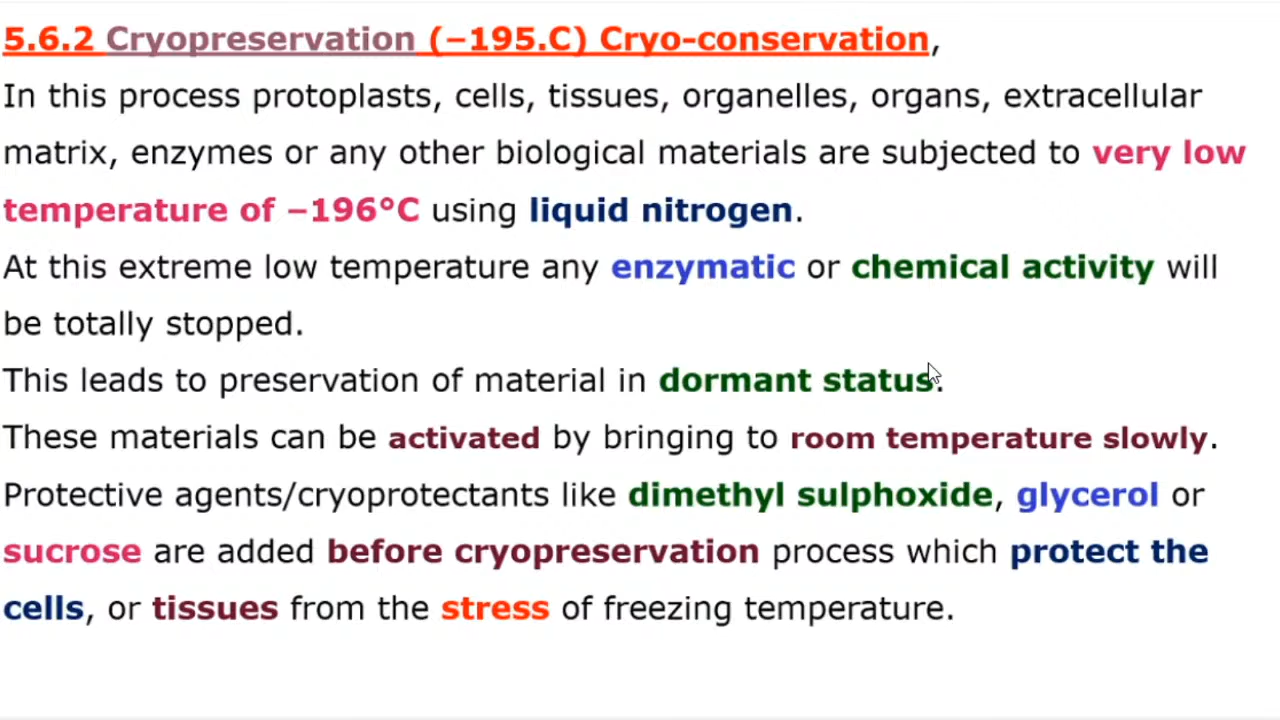 5.6.2 Cryopreservation (–195.C) Cryo-conservation,
In this process protoplasts, cells, tissues, organelles, organs, extracellular
matrix, enzymes or any other biological materials are subjected to very low
temperature of –196°C using liquid nitrogen.
At this extreme low temperature any enzymatic or chemical activity will
be totally stopped.
This leads to preservation of material in dormant status.
These materials can be activated by bringing to room temperature slowly.
Protective agents/cryoprotectants like dimethyl sulphoxide, glycerol or
sucrose are added before cryopreservation process which protect the
cells, or tissues from the stress of freezing temperature.